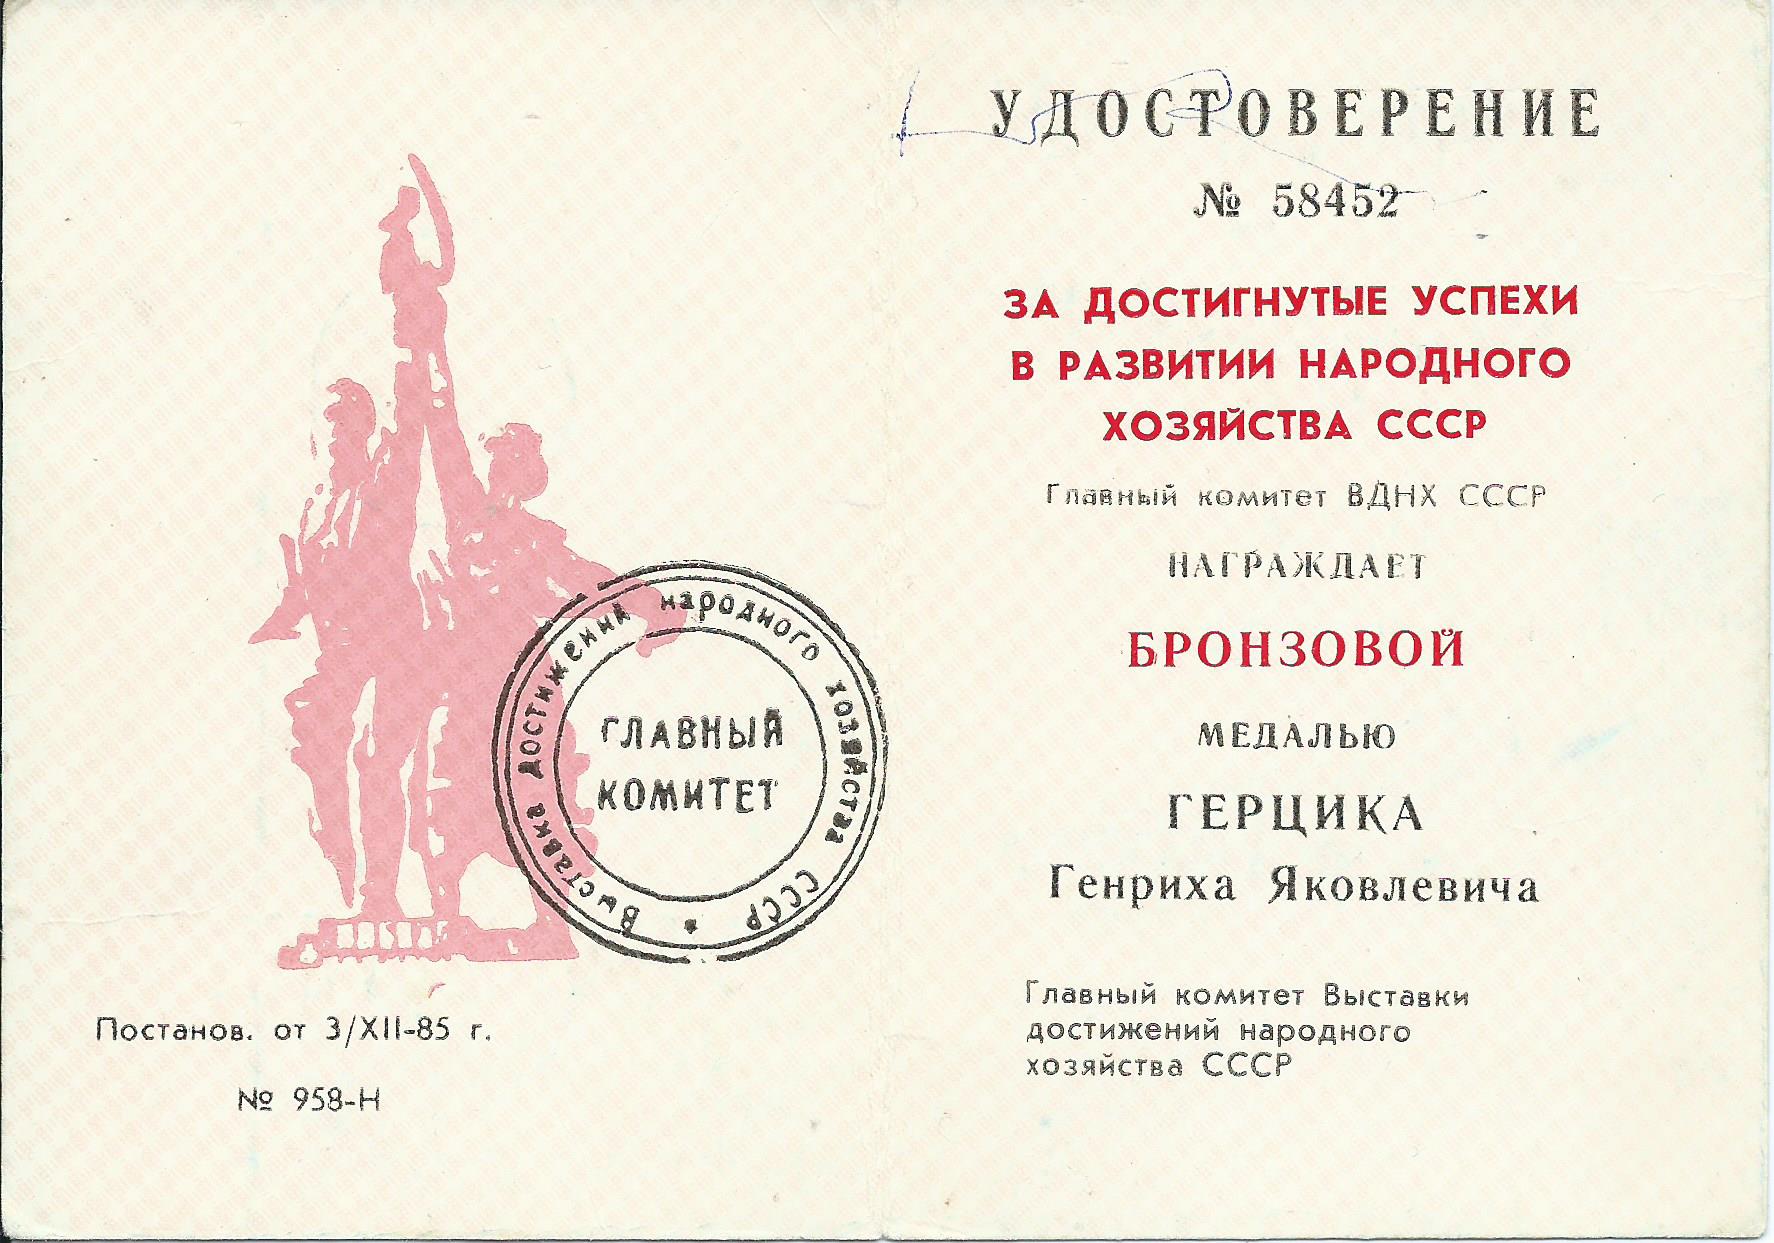 Выставка достижений народного хозяйства СССР *
ГЛАВНЫЙ
КОМИТЕТ
Постанов. от 3/XII-85 г.
№ 958-Н
УДОСТОВЕРЕНИЕ
№ 58452
ЗА ДОСТИГНУТЫЕ УСПЕХИ
В РАЗВИТИИ НАРОДНОГО
ХОЗЯЙСТВА СССР
Главный комитет ВДНХ СССР
НАГРАЖДАЕТ
БРОНЗОВОЙ
МЕДАЛЬЮ
ГЕРЦИКА
Генриха Яковлевича
Главный комитет Выставки
достижений народного
хозяйства СССР